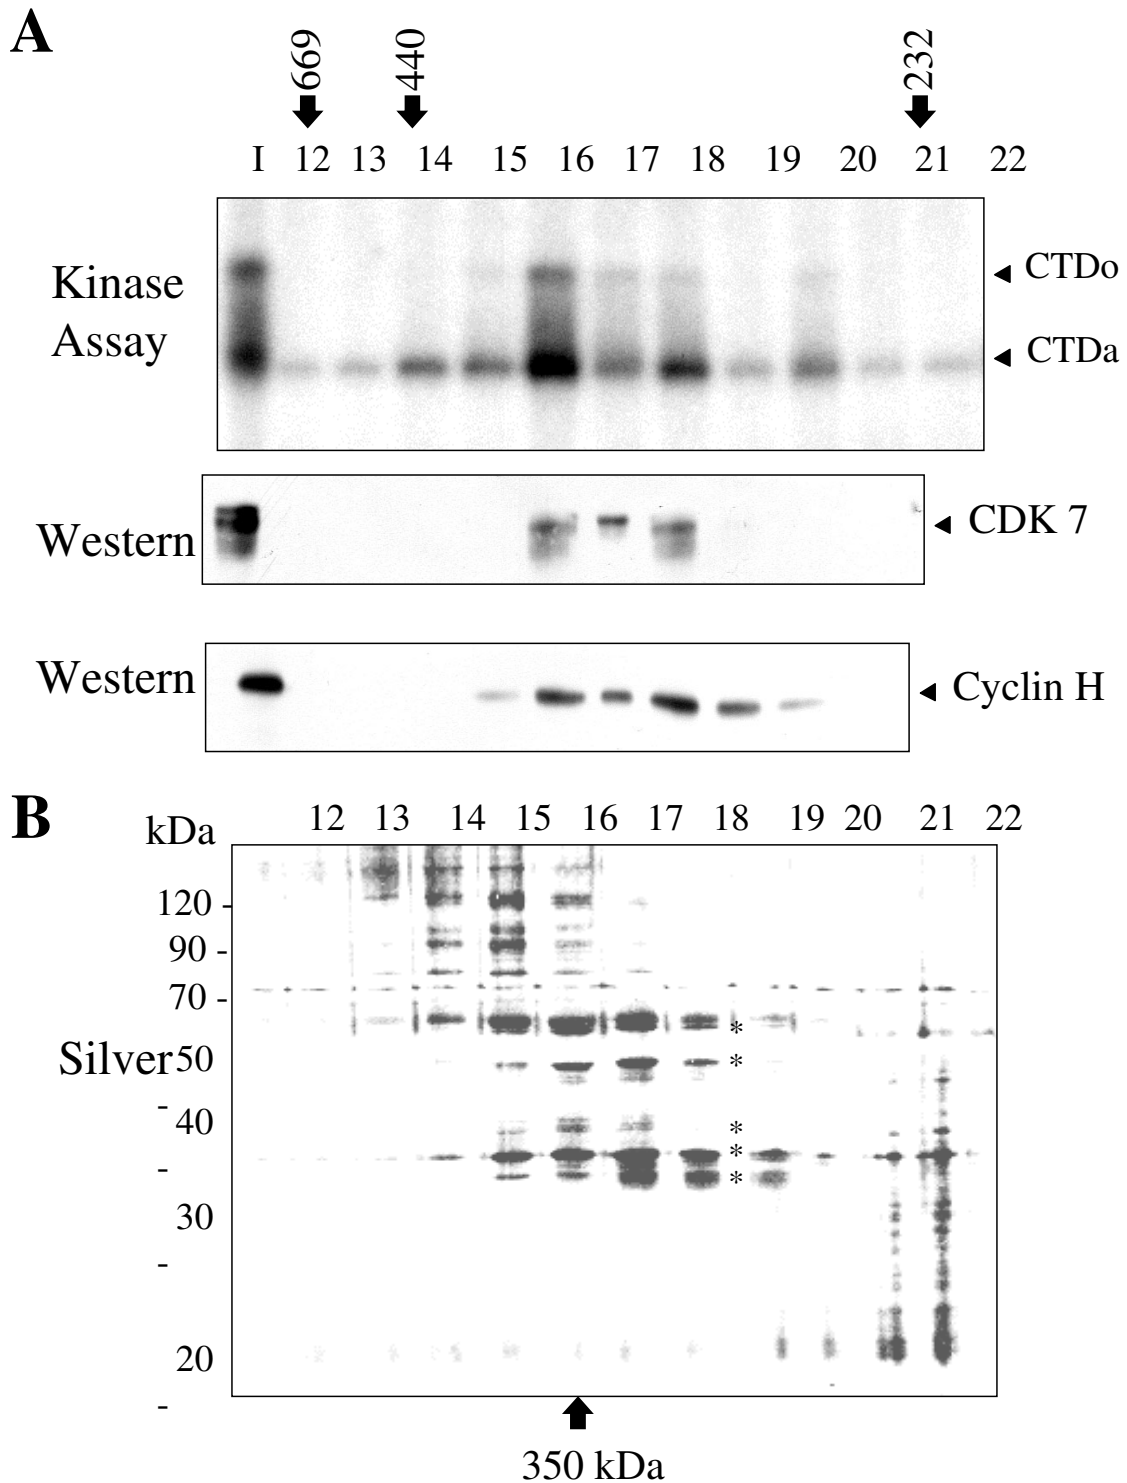 A
669 440 232
I 12 13 14 15 16 17 18 19 20 21 22
Kinase
Assay
CTDo
CTDa
Western
CDK 7
Western
Cyclin H
B
kDa
12 13 14 15 16 17 18 19 20 21 22
120 -
90 -
70 -
Silver 50
-
40
-
30
-
20
-
*
*
*
*
*
350 kDa